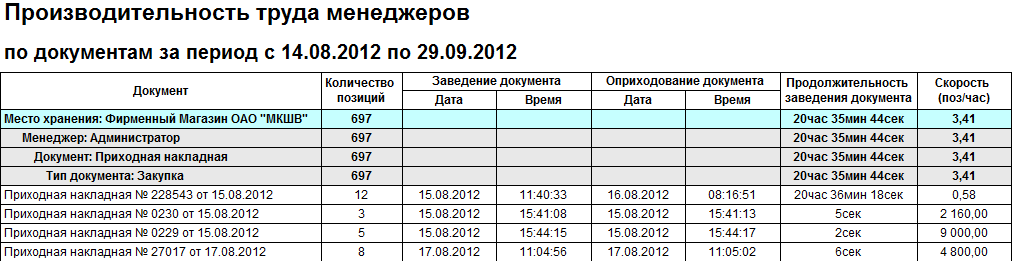 Производительность труда менеджеров
по документам за период с 14.08.2012 по 29.09.2012
Документ Количество позиций Заведение документа Оприходование документа Продолжительность заведения документа Скорость (поз/час)
Дата Время Дата Время
Место хранения: Фирменный Магазин ОАО "МКШВ" 697 20час 35мин 44сек 3,41
Менеджер: Администратор 697 20час 35мин 44сек 3,41
Документ: Приходная накладная 697 20час 35мин 44сек 3,41
Тип документа: Закупка 697 20час 35мин 44сек 3,41
Приходная накладная № 228543 от 15.08.2012 12 15.08.2012 11:40:33 16.08.2012 08:16:51 20час 36мин 18сек 0,58
Приходная накладная № 0230 от 15.08.2012 3 15.08.2012 15:41:08 15.08.2012 15:41:13 5сек 2 160,00
Приходная накладная № 0229 от 15.08.2012 5 15.08.2012 15:44:15 15.08.2012 15:44:17 2сек 9 000,00
Приходная накладная № 27017 от 17.08.2012 8 17.08.2012 11:04:56 17.08.2012 11:05:02 6сек 4 800,00